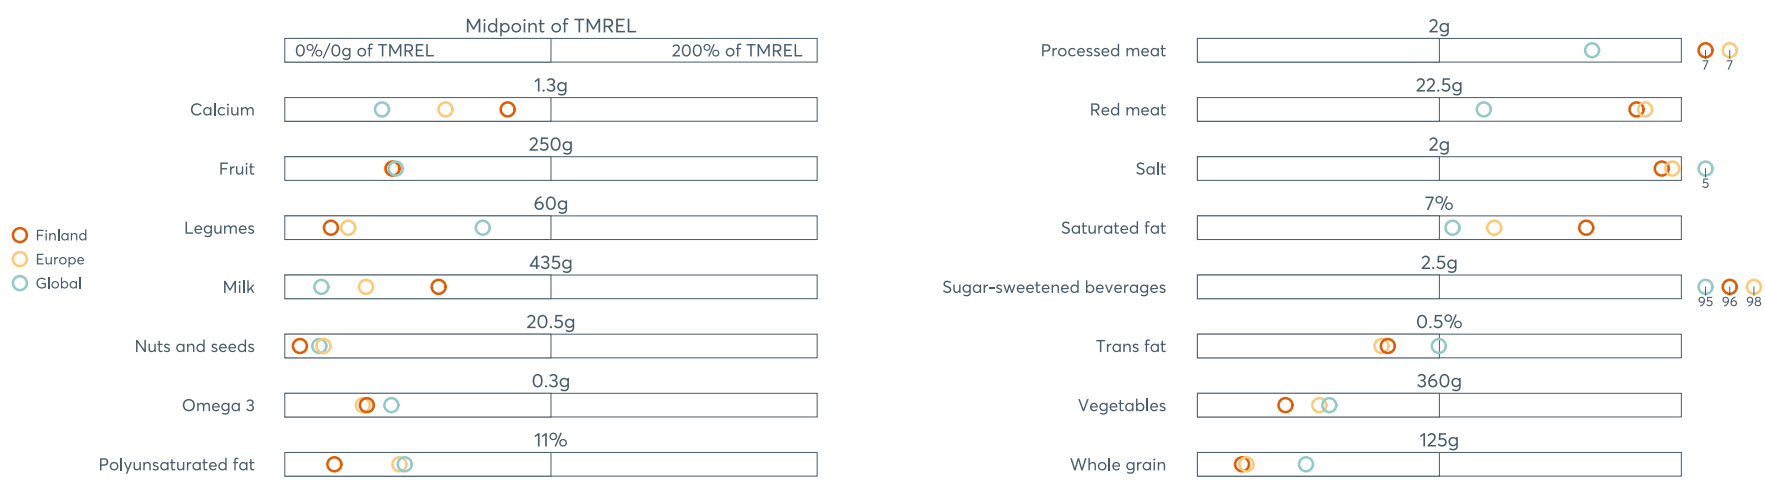 Midpoint of TMREL
0%/0g of TMREL 200% of TMREL
1.3g
Calcium
250g
Fruit
60g
Legumes
435g
Milk
20.5g
Nuts and seeds
0.3g
Omega 3
11%
Polyunsaturated fat
Finland
Europe
Global
2g
Processed meat
7 7
22.5g
Red meat
2g
Salt
5
7%
Saturated fat
2.5g
Sugar-sweetened beverages
95 96 98
0.5%
Trans fat
360g
Vegetables
125g
Whole grain